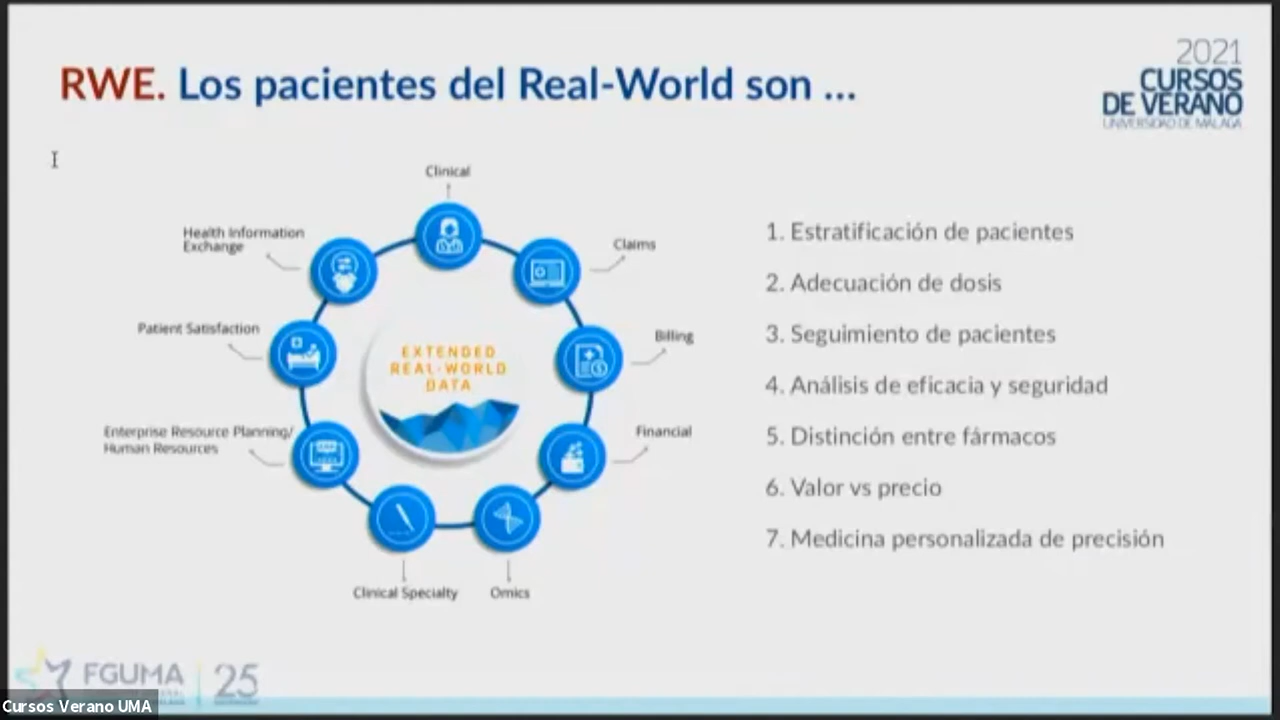 RWE. Los pacientes del Real-World son ...
2021
CURSOS
DE VERANO
UNIVERSIDAD DE MÁLAGA
Clinical
Health Information
Exchange
Claims
Patient Satisfaction
Billing
EXTENDED
REAL-WORLD
DATA
Enterprise Resource Planning/
Human Resources
Financial
Clinical Specialty
Omics
1. Estratificación de pacientes
2. Adecuación de dosis
3. Seguimiento de pacientes
4. Análisis de eficacia y seguridad
5. Distinción entre fármacos
6. Valor vs precio
7. Medicina personalizada de precisión
FGUMA
25
Cursos Verano UMA